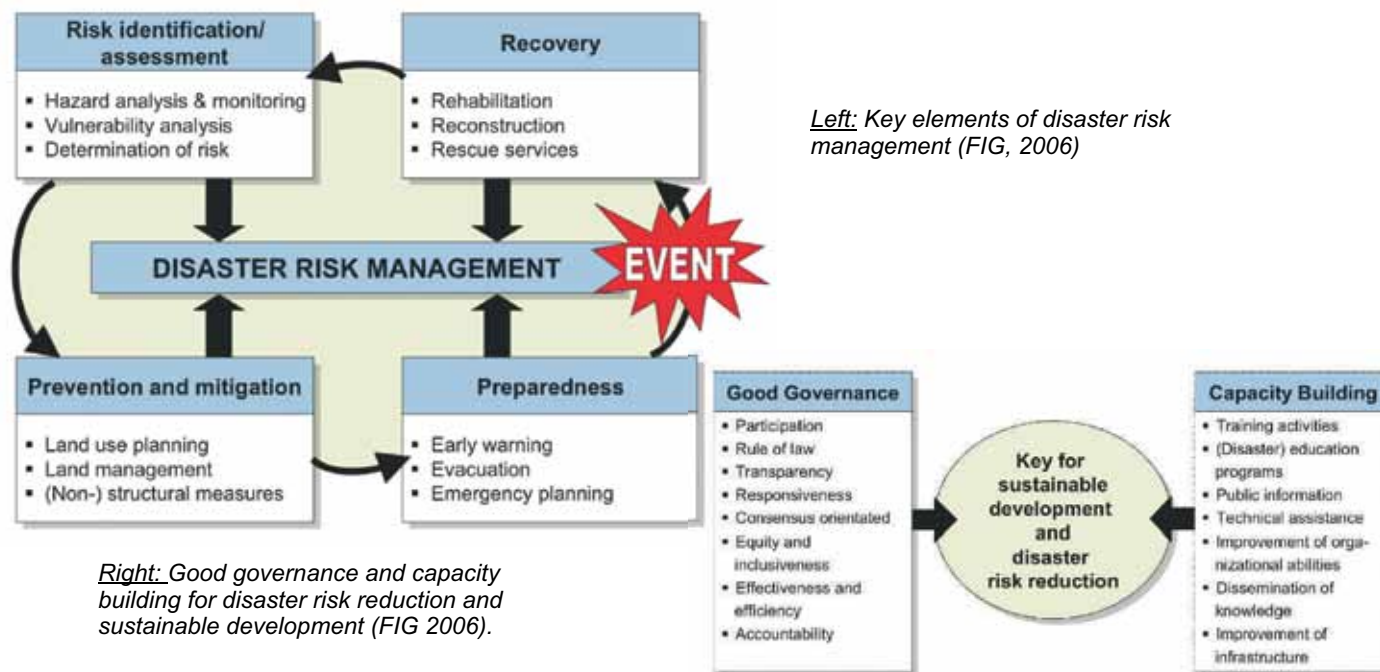 Risk identification/
assessment
▪ Hazard analysis & monitoring
▪ Vulnerability analysis
▪ Determination of risk
Recovery
▪ Rehabilitation
▪ Reconstruction
▪ Rescue services
Left: Key elements of disaster risk
management (FIG, 2006)
DISASTER RISK MANAGEMENT
EVENT
Prevention and mitigation
▪ Land use planning
▪ Land management
▪ (Non-) structural measures
Preparedness
▪ Early warning
▪ Evacuation
▪ Emergency planning
Right: Good governance and capacity
building for disaster risk reduction and
sustainable development (FIG 2006).
Good Governance
▪ Participation
▪ Rule of law
▪ Transparency
▪ Responsiveness
▪ Consensus orientated
▪ Equity and
inclusiveness
▪ Effectiveness and
efficiency
▪ Accountability
Key for
sustainable
development
and
disaster
risk reduction
Capacity Building
▪ Training activities
▪ (Disaster) education
programs
▪ Public information
▪ Technical assistance
▪ Improvement of orga-
nizational abilities
▪ Dissemination of
knowledge
▪ Improvement of
infrastructure